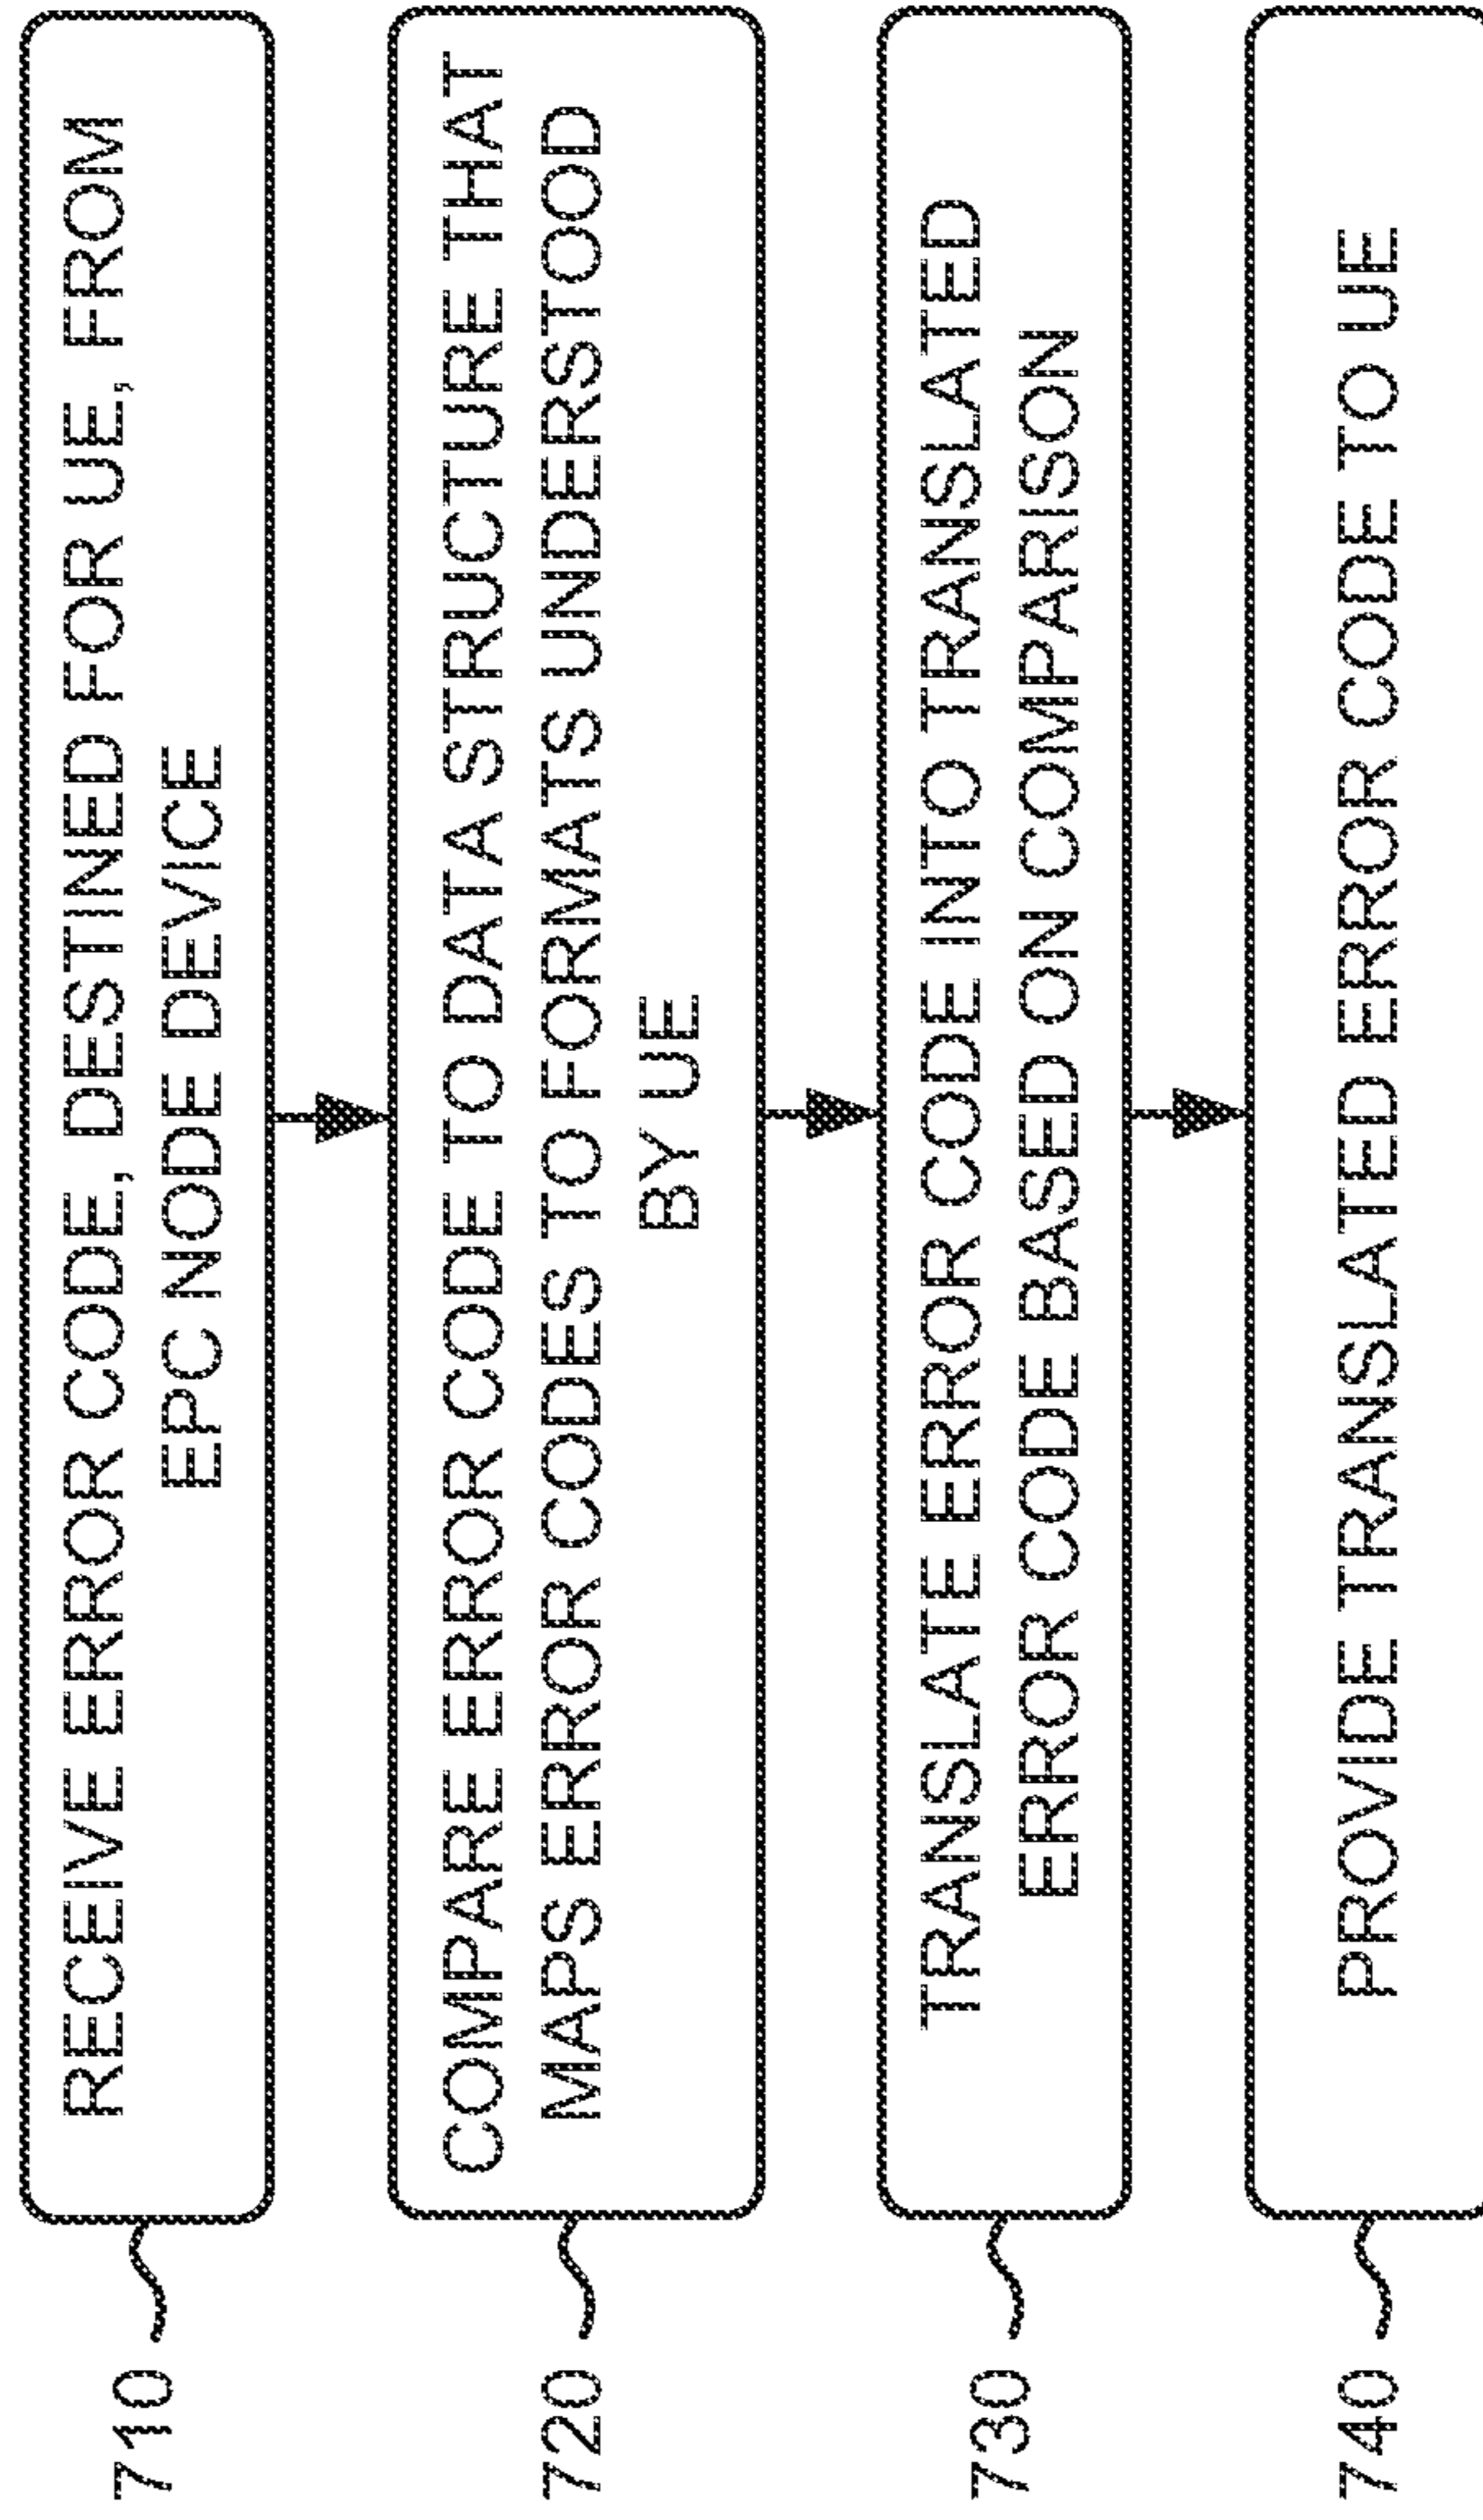 710
RECEIVE ERROR CODE, DESTINED FOR UE, FROM
EPC NODE DEVICE
720
COMPARE ERROR CODE TO DATA STRUCTURE THAT
MAPS ERROR CODES TO FORMATS UNDERSTOOD
BY UE
730
TRANSLATE ERROR CODE INTO TRANSLATED
ERROR CODE BASED ON COMPARISON
740
PROVIDE TRANSLATED ERROR CODE TO UE